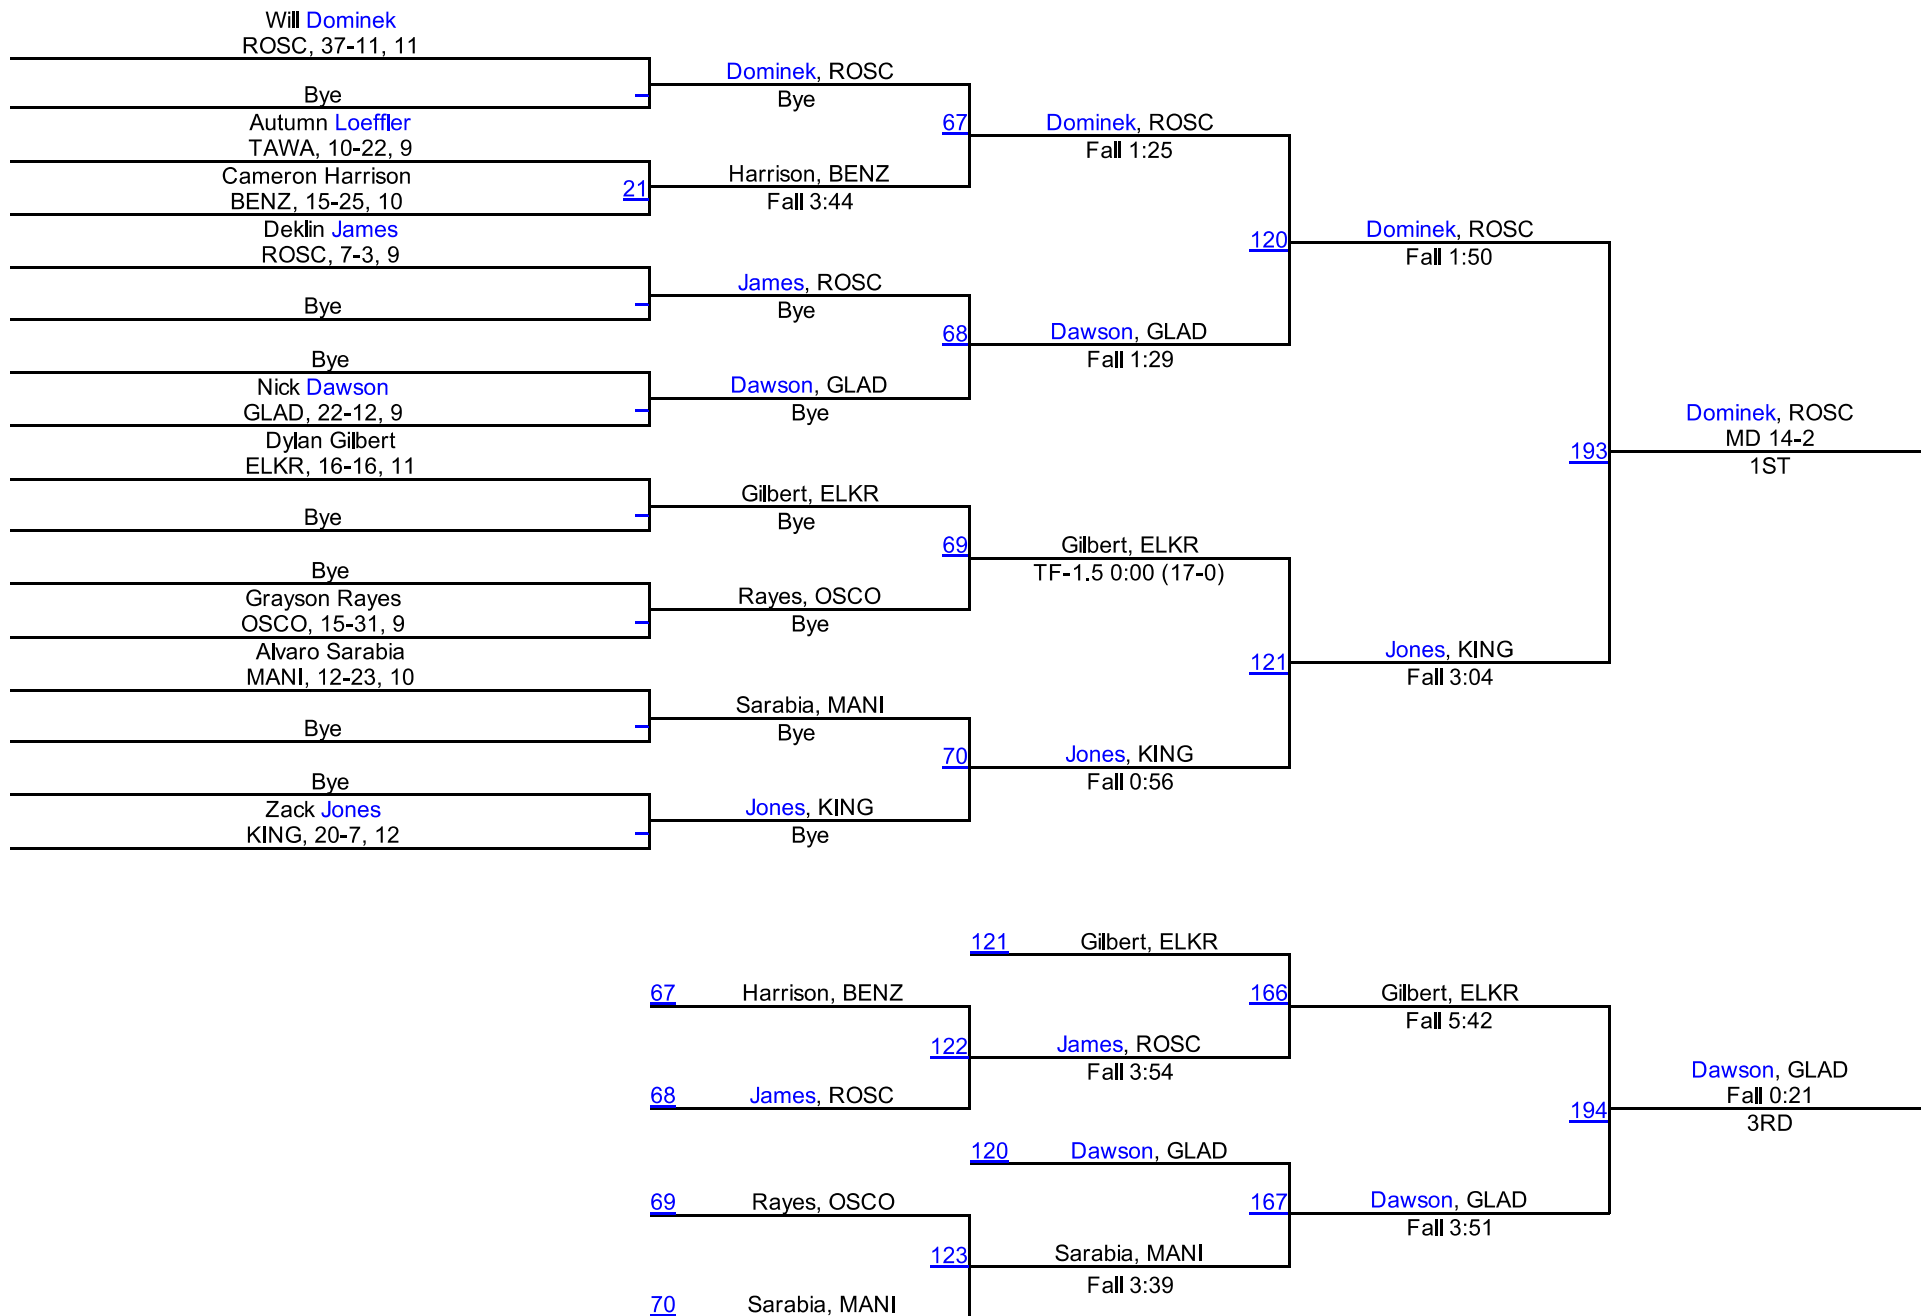 Will Dominek
ROSC, 37-11, 11
Bye
Autumn Loeffler
TAWA, 10-22, 9
Cameron Harrison
BENZ, 15-25, 10
21
Deklin James
ROSC, 7-3, 9
Bye
Bye
Nick Dawson
GLAD, 22-12, 9
Dylan Gilbert
ELKR, 16-16, 11
Bye
Bye
Grayson Rayes
OSCO, 15-31, 9
Alvaro Sarabia
MANI, 12-23, 10
Bye
Bye
Zack Jones
KING, 20-7, 12
Dominek, ROSC
Bye
67
Harrison, BENZ
Fall 3:44
James, ROSC
Bye
68
Dawson, GLAD
Bye
Gilbert, ELKR
Bye
69
Rayes, OSCO
Bye
Sarabia, MANI
Bye
70
Jones, KING
Bye
Dominek, ROSC
Fall 1:25
120
Dawson, GLAD
Fall 1:29
Gilbert, ELKR
TF-1.5 0:00 (17-0)
121
Jones, KING
Fall 0:56
Dominek, ROSC
Fall 1:50
193
Jones, KING
Fall 3:04
Dominek, ROSC
MD 14-2
1ST
121 Gilbert, ELKR
67 Harrison, BENZ
166
Gilbert, ELKR
Fall 5:42
122
James, ROSC
Fall 3:54
68 James, ROSC
194
Dawson, GLAD
Fall 0:21
3RD
120 Dawson, GLAD
69 Rayes, OSCO
167
Dawson, GLAD
Fall 3:51
123
Sarabia, MANI
Fall 3:39
70 Sarabia, MANI